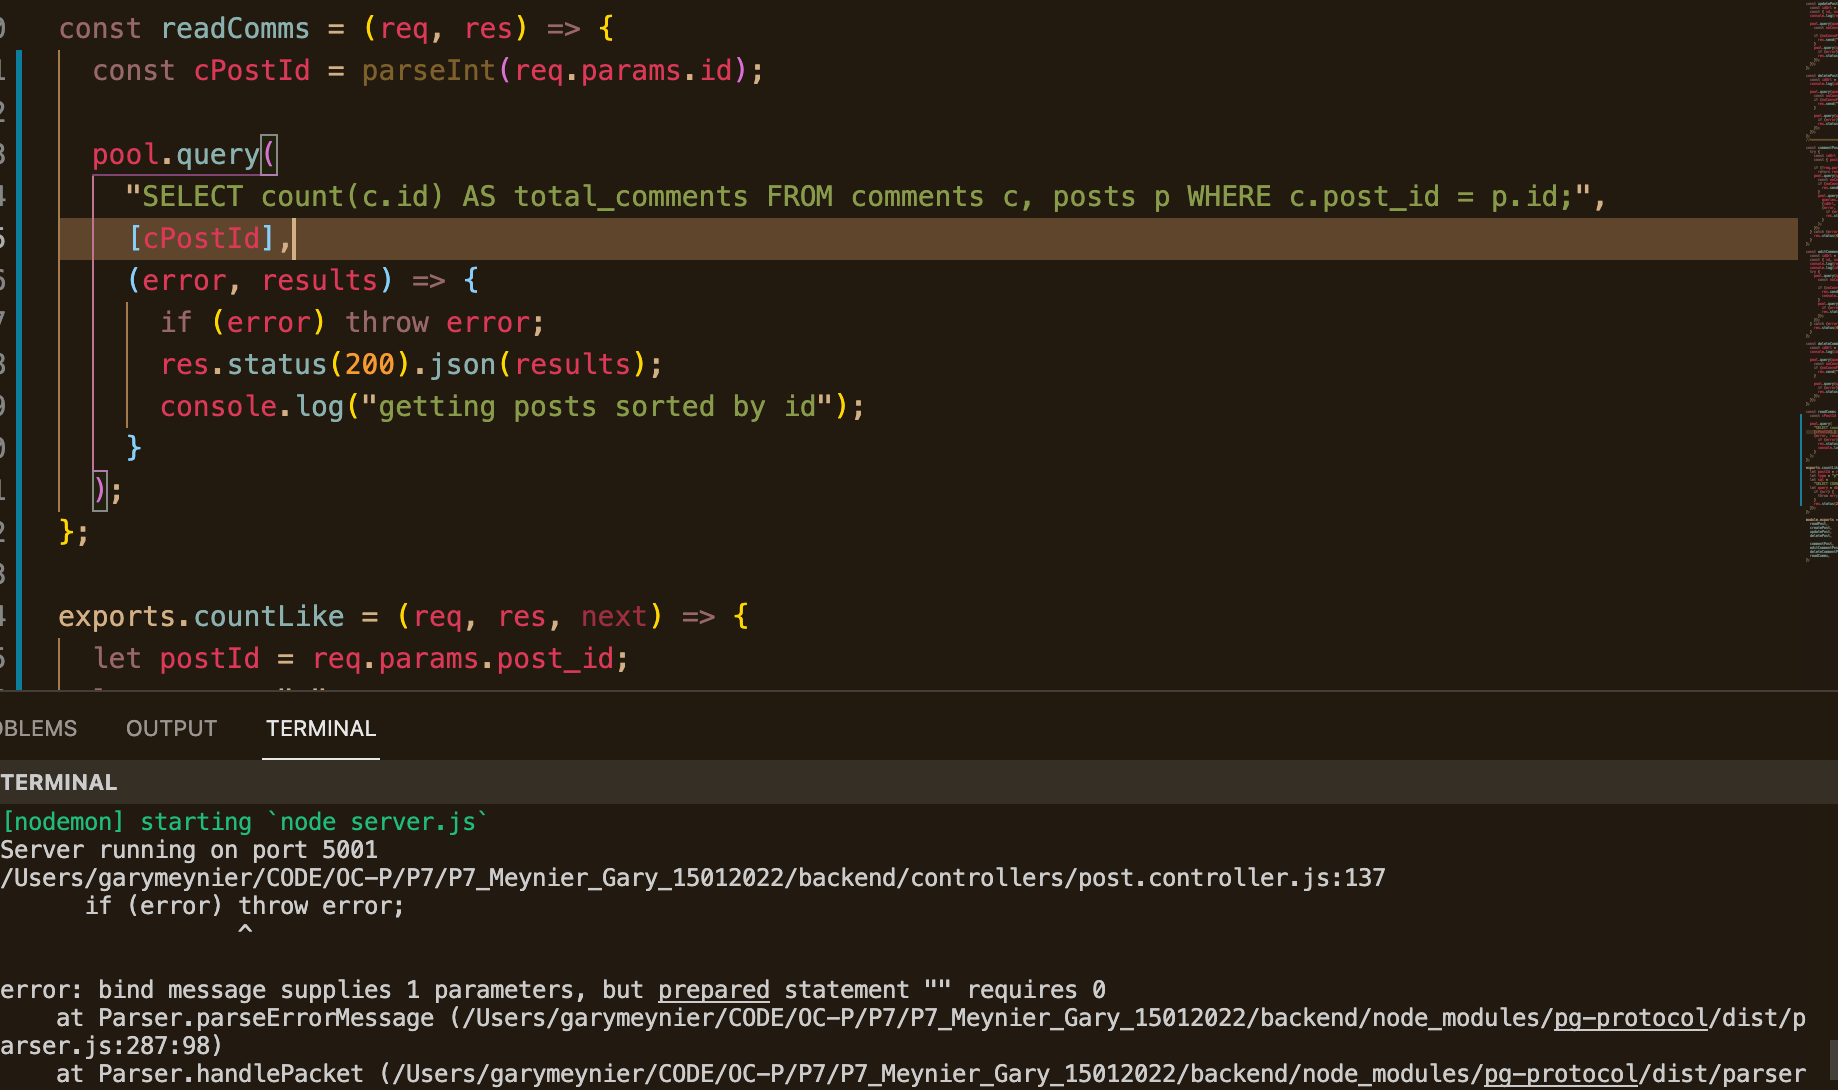 const readComms = (req, res) => {
const cPostId = parseInt(req.params.id);
pool.query(
"SELECT count(c.id) AS total_comments FROM comments c, posts p WHERE c.post_id = p.id;",
[cPostId],
(error, results) => {
if (error) throw error;
res.status(200).json(results);
console.log("getting posts sorted by id");
}
);
};
exports.countLike = (req, res, next) => {
let postId = req.params.post_id;
OBLEMS OUTPUT TERMINAL
TERMINAL
[nodemon] starting `node server.js`
Server running on port 5001
/Users/garymeynier/CODE/OC-P/P7/P7_Meynier_Gary_15012022/backend/controllers/post.controller.js:137
if (error) throw error;
^
error: bind message supplies 1 parameters, but prepared statement "" requires 0
at Parser.parseErrorMessage (/Users/garymeynier/CODE/OC-P/P7/P7_Meynier_Gary_15012022/backend/node_modules/pg-protocol/dist/p
arser.js:287:98)
at Parser.handlePacket (/Users/garymeynier/CODE/OC-P/P7/P7_Meynier_Gary_15012022/backend/node_modules/pg-protocol/dist/parser